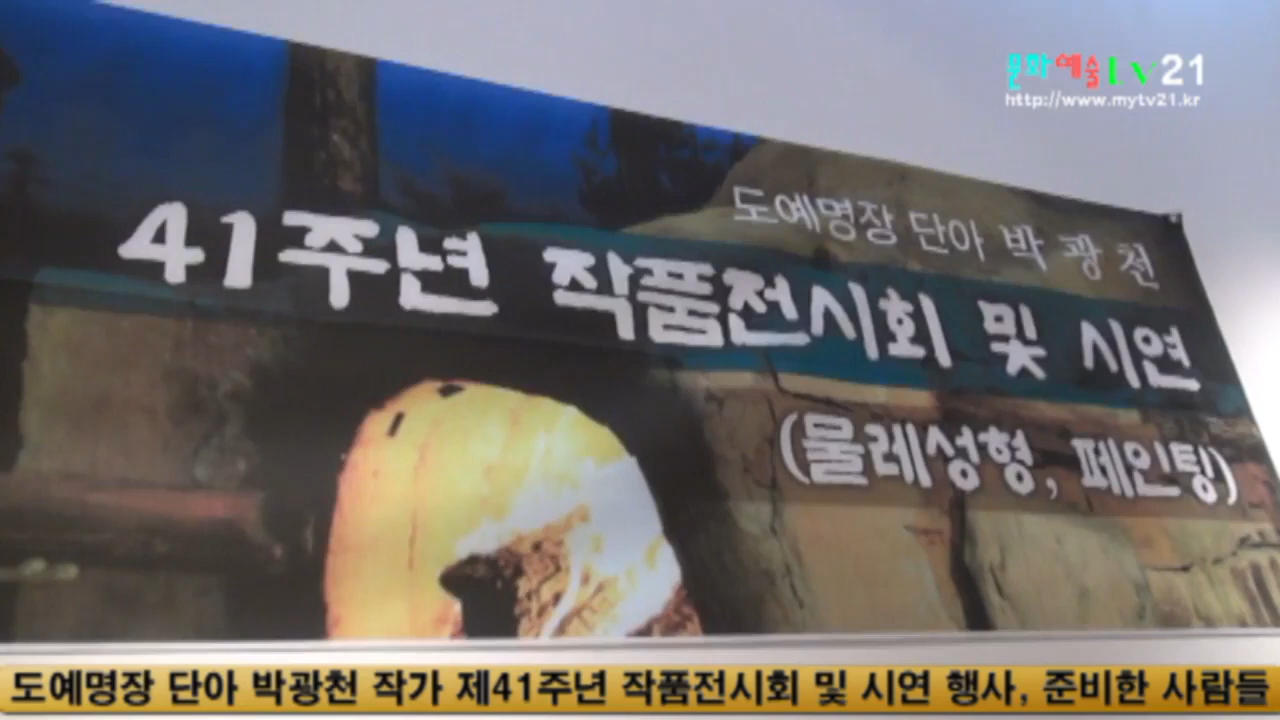 문화예술tv21
http://www.mytv21.kr
도예명장 단아 박광천
41주년 작품전시회 및 시연
(물레성형, 페인팅)
도예명장 단아 박광천 작가 제41주년 작품전시회 및 시연 행사, 준비한 사람들